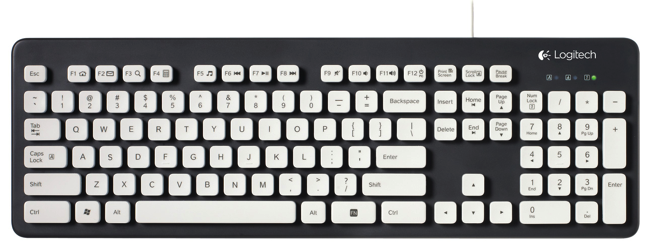 Logitech
Esc F1 F2 F3 F4 F5 F6 F7 F8 F9 F10 F11 F12 Print Scrn Scrolling Lock Pause Break
~ ` ! 1 @ 2 # 3 $ 4 % 5 ^ 6 & 7 * 8 ( 9 ) 0 — - + = Backspace Insert Home Page Up Num Lock / * −
Tab Q W E R T Y U I O P { [ } ] | \ Delete End Page Down 7 Home 8 9 Pg Up +
Caps Lock A A S D F G H J K L : ; " ' Enter 4 5 6
Shift Z X C V B N M < , > . ? / Shift 1 End 2 3 Pg Dn Enter
Ctrl Alt Alt Fn Ctrl 0 Ins . Del